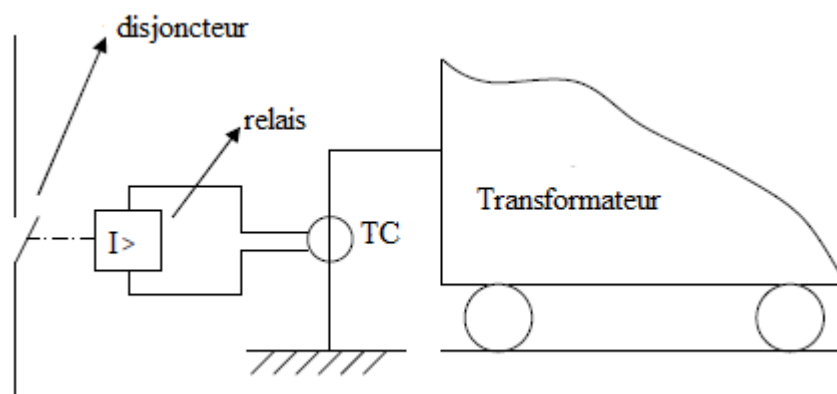 disjoncteur
relais
I >
TC
Transformateur